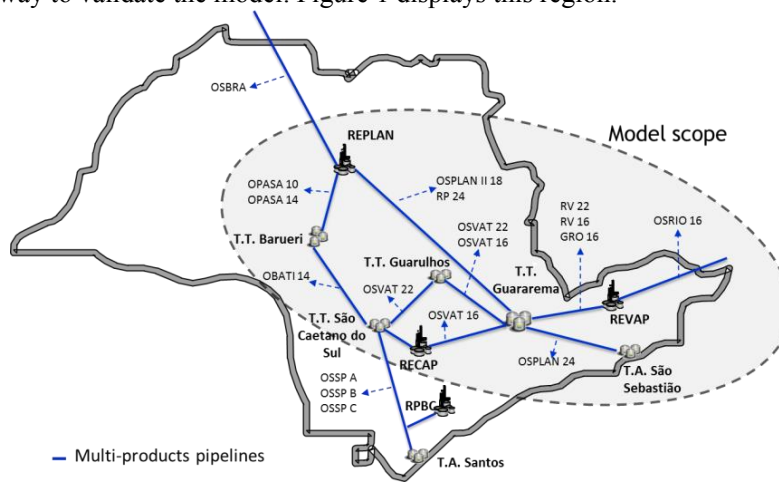 way to validate the model. Figure 1 displays this region.
OSBRA
REPLAN
Model scope
OPASA 10
OPASA 14
OSPLAN II 18
RP 24
T.T. Barueri
OSVAT 22
OSVAT 16
RV 22
RV 16
GRO 16
OSRIO 16
T.T. Guarulhos
T.T.
Guararema
OBATI 14
OSVAT 22
T.T. São
Caetano do
Sul
OSVAT 16
REVAP
RECAP
OSPLAN 24
T.A. São
Sebastião
OSSP A
OSSP B
OSSP C
RPBC
Multi-products pipelines
T.A. Santos